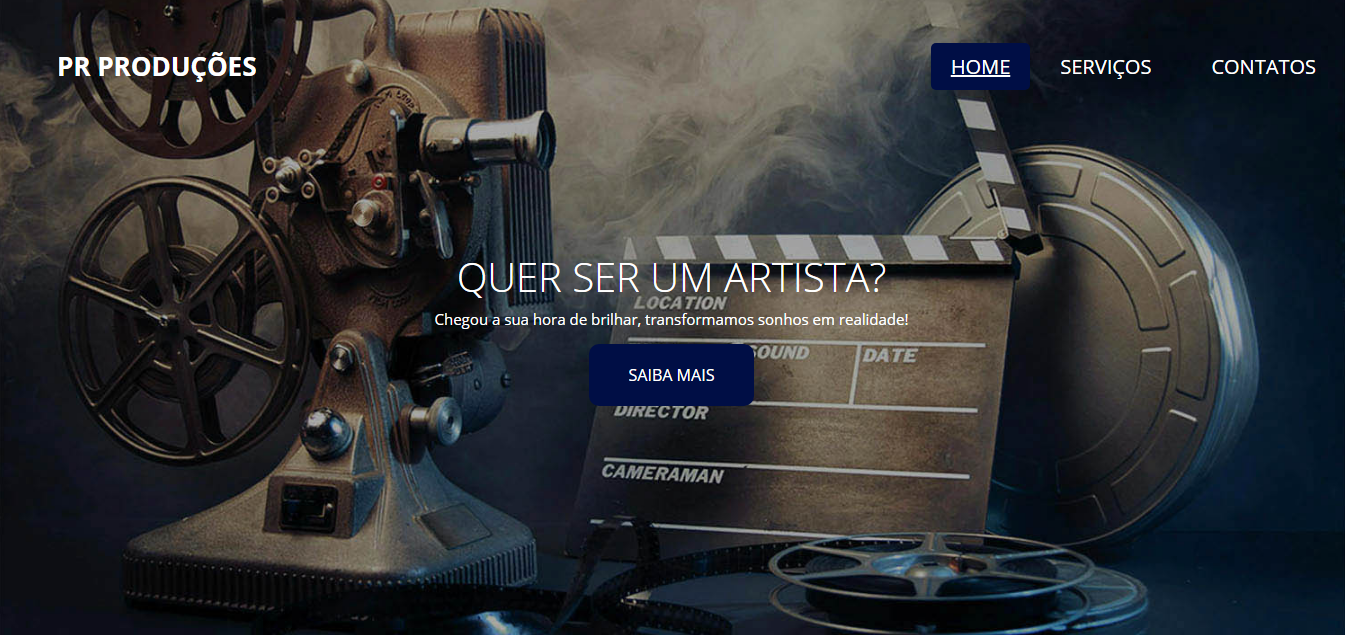 PR PRODUÇÕES
HOME
SERVIÇOS
CONTATOS
QUER SER UM ARTISTA?
LOCATION
Chegou a sua hora de brilhar, transformamos sonhos em realidade!
SOUND
DATE
SAIBA MAIS
DIRECTOR
CAMERAMAN